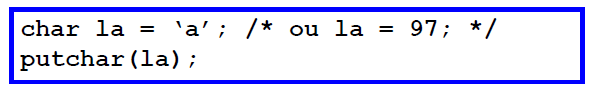 char la = ‘a’; /* ou la = 97; */
putchar(la);